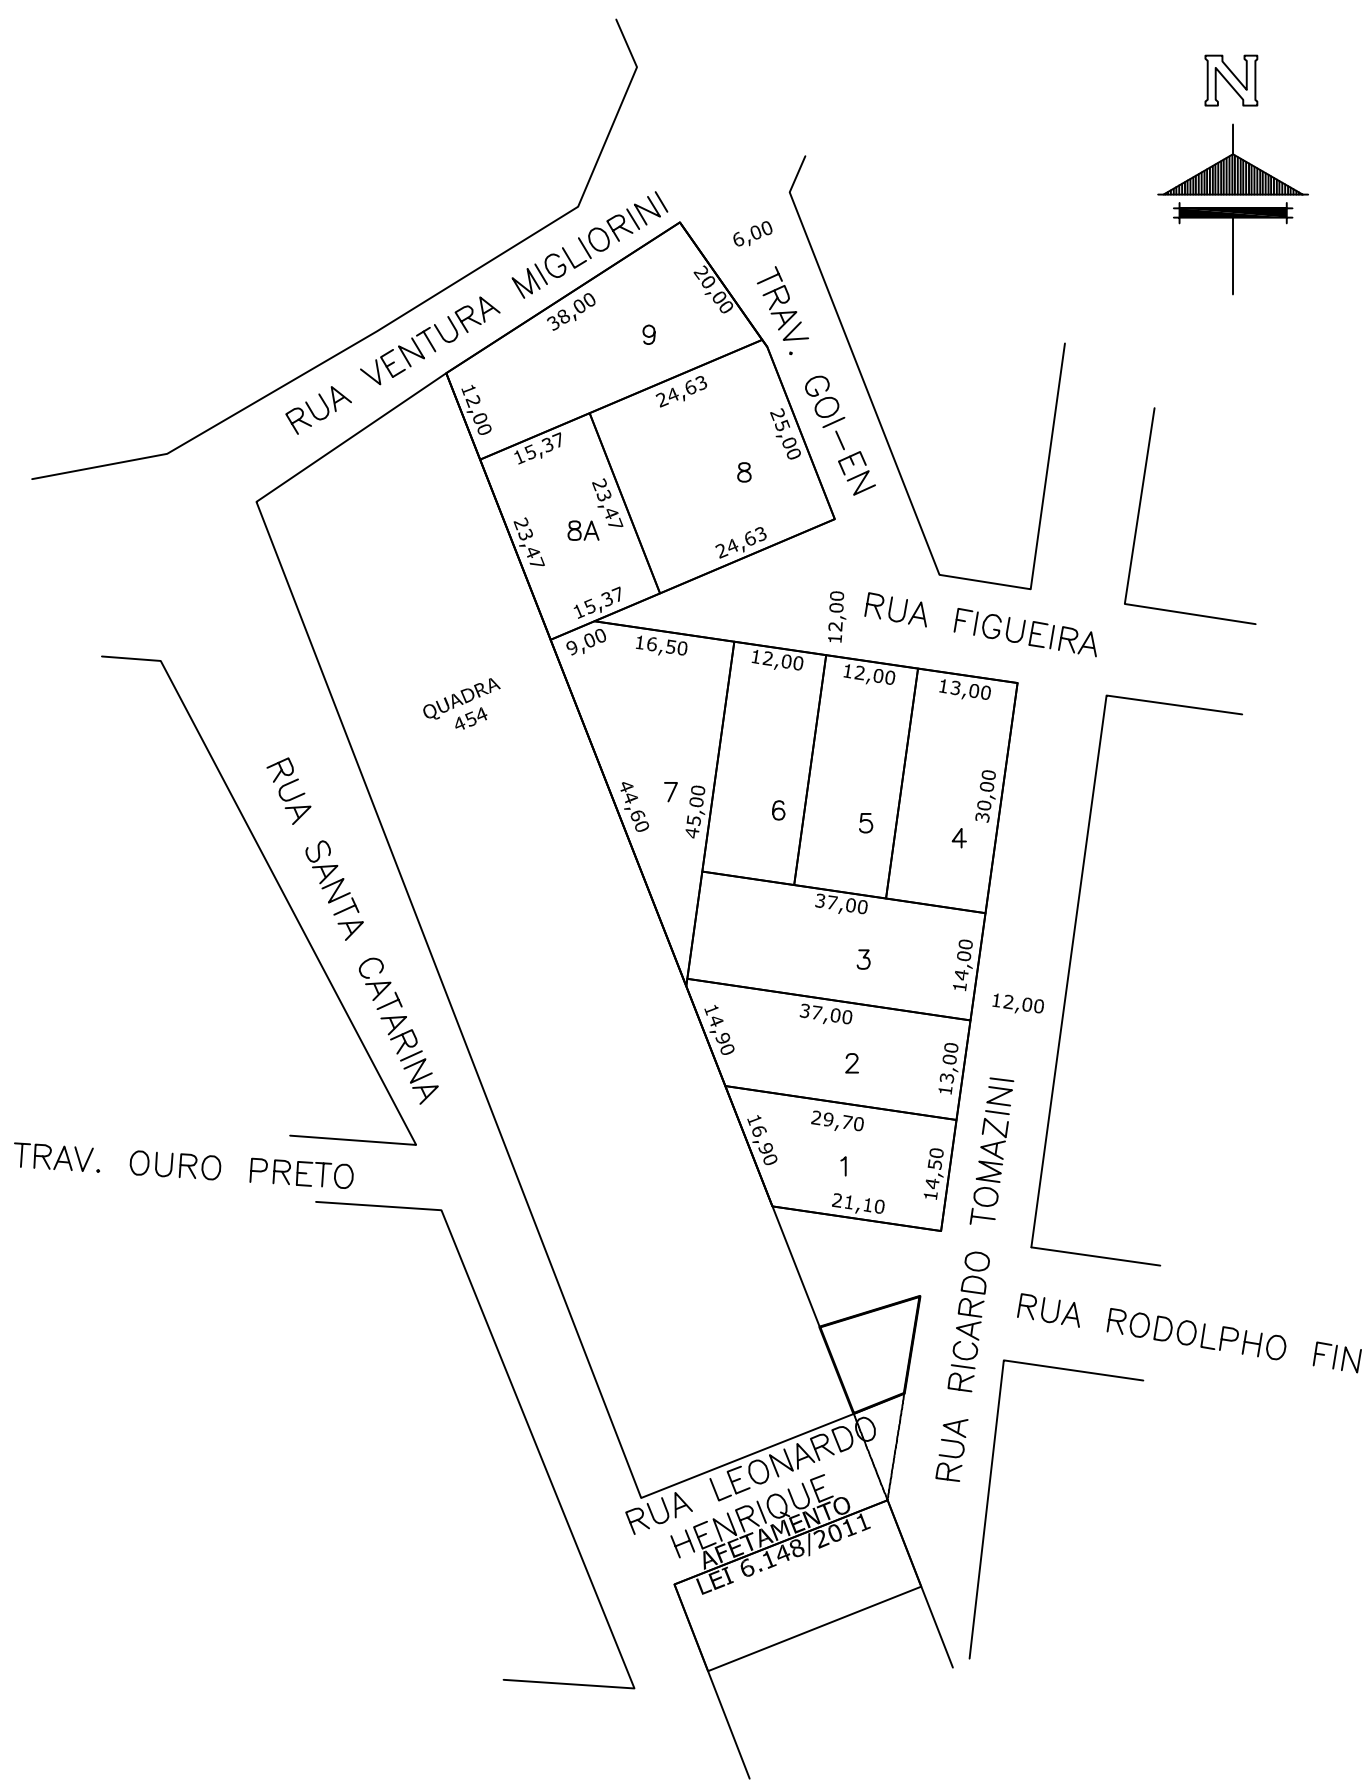 N
RUA VENTURA MIGLIORINI
6,00
TRAV. GOI-EN
20,00
38,00
9
12,00
24,63
15,37
25,00
8
23,47
8A
23,47
24,63
15,37
9,00
12,00
RUA FIGUEIRA
16,50
12,00
12,00
13,00
QUADRA
454
44,60
7
45,00
6
5
4
30,00
RUA SANTA CATARINA
37,00
3
14,00
12,00
37,00
14,90
2
13,00
29,70
16,90
1
14,50
21,10
TRAV. OURO PRETO
RUA RICARDO TOMAZINI
RUA RODOLPHO FIN
RUA LEONARDO
HENRIQUE
AFETAMENTO
LEI 6.148/2011